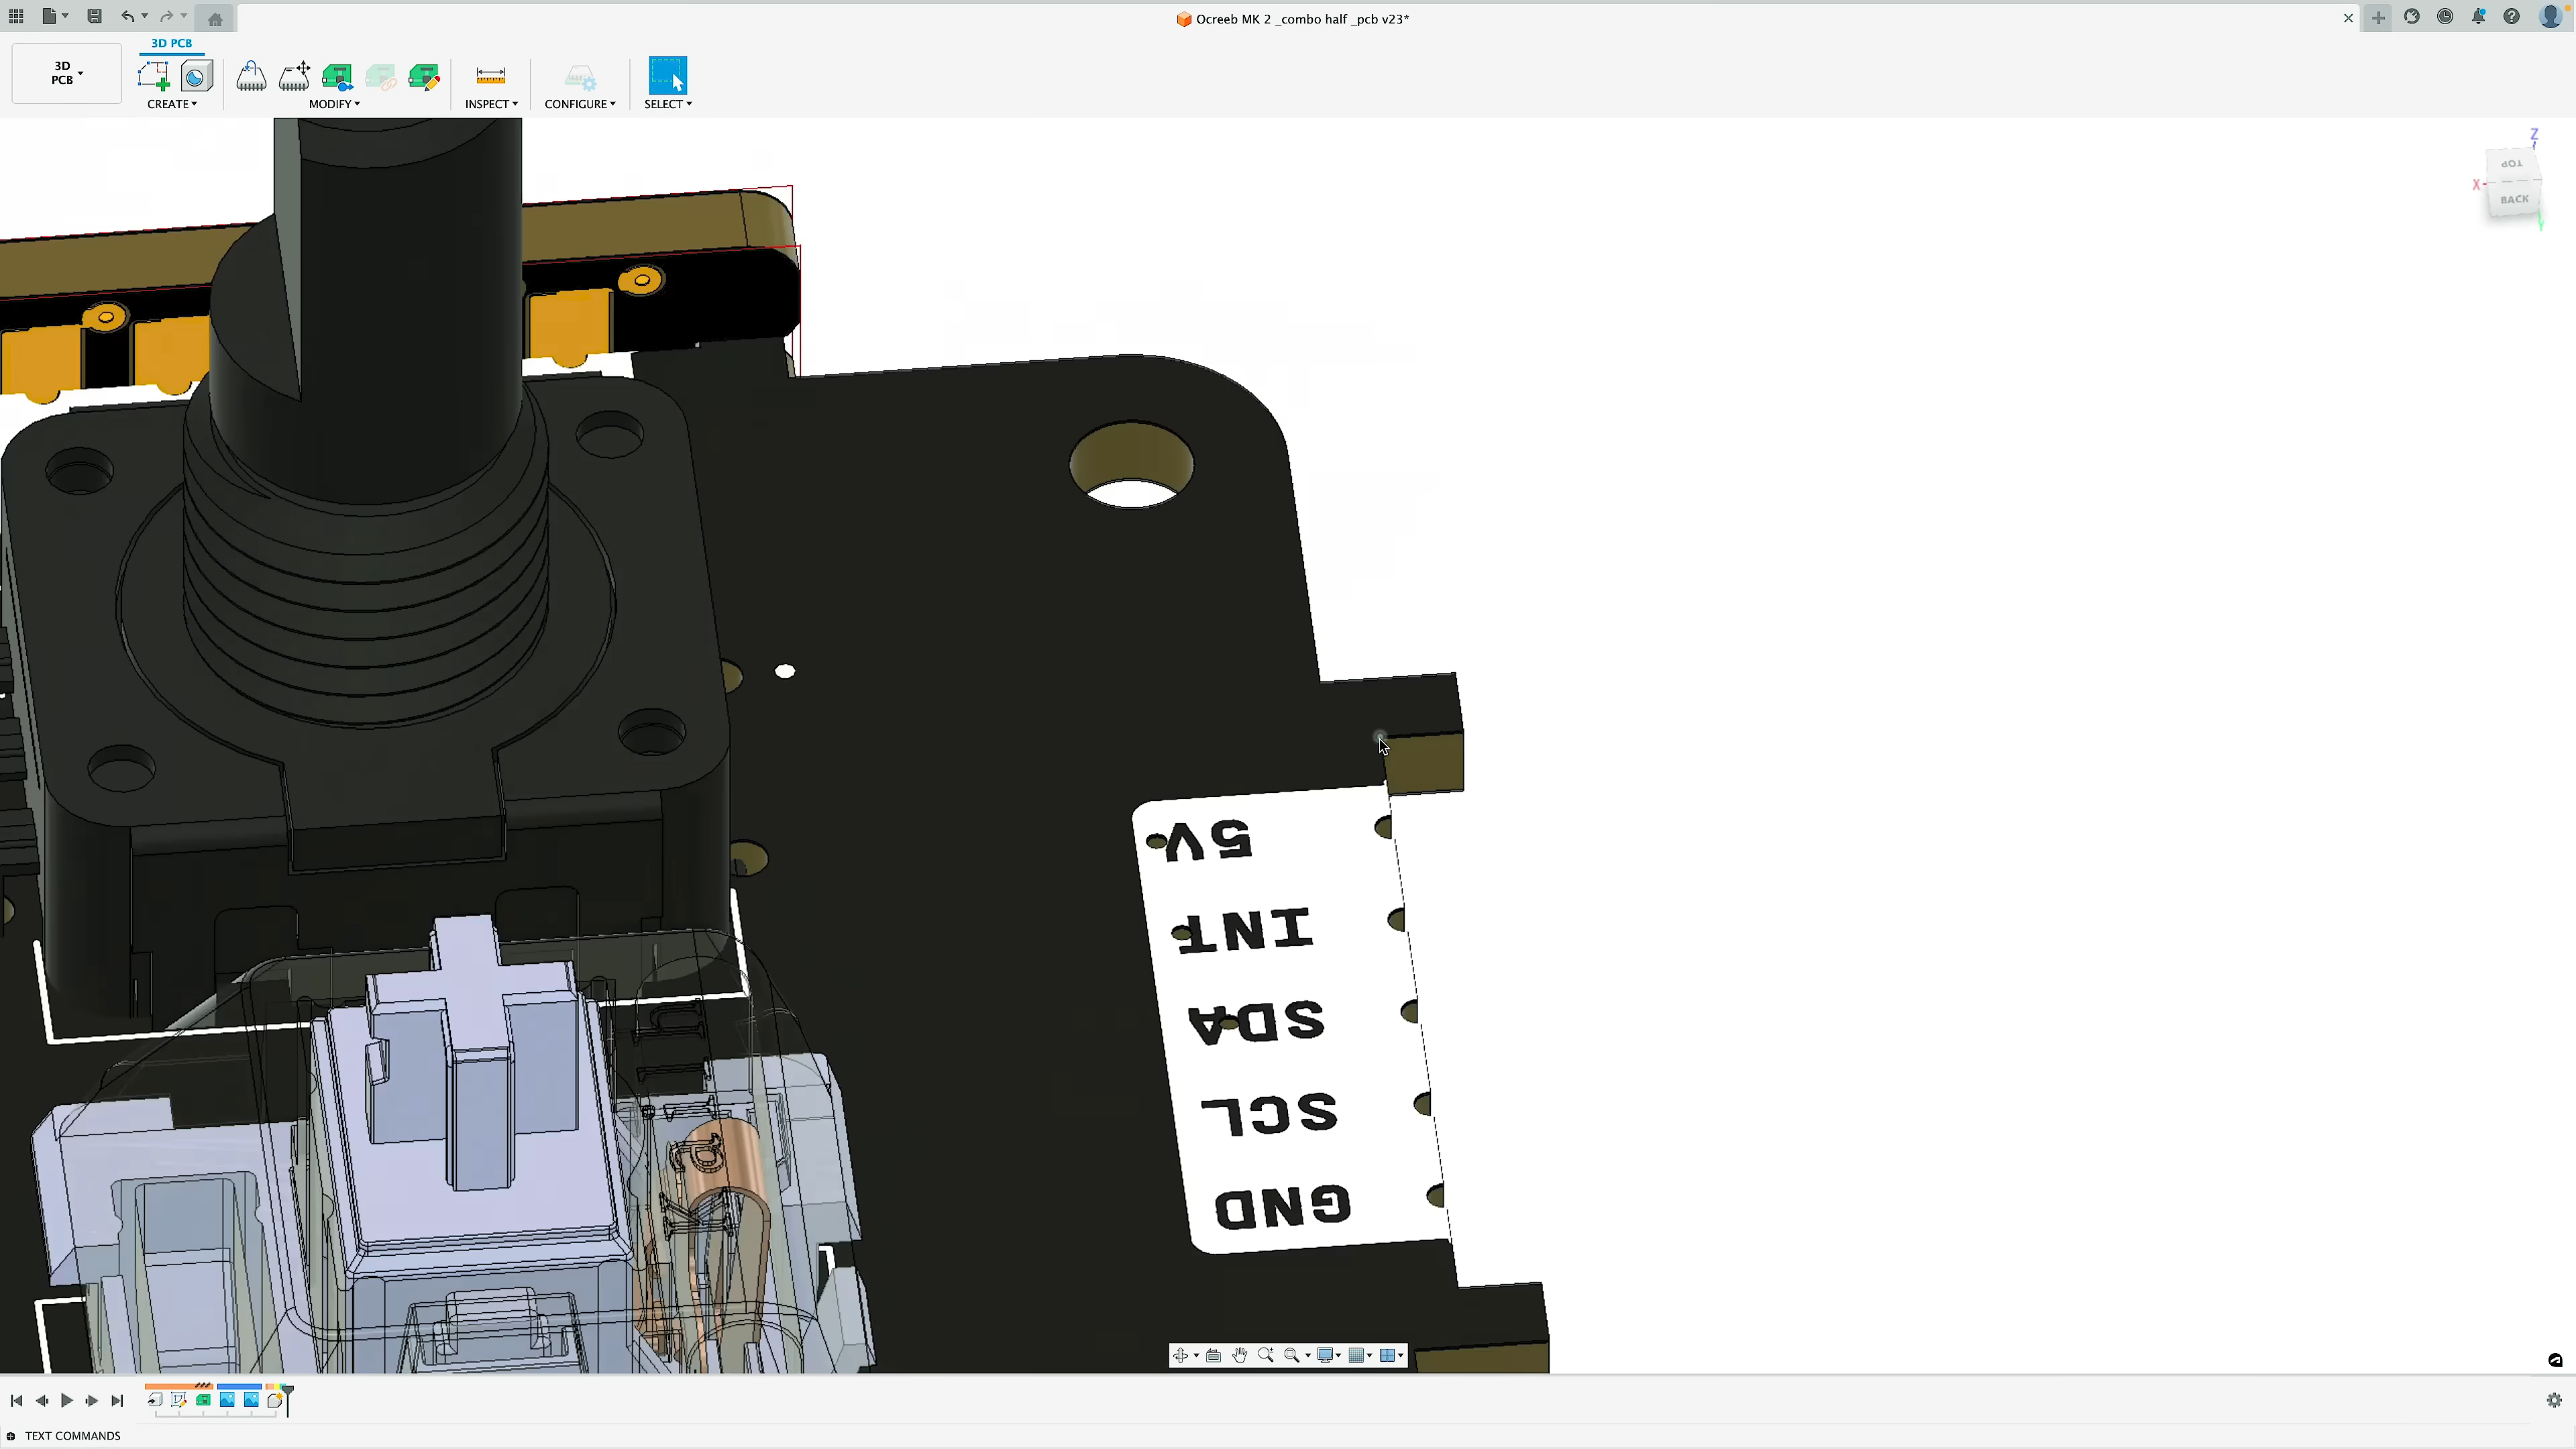 Ocreeb MK 2 _combo half _pcb v23*
3D PCB
3D
PCB
CREATE
MODIFY
INSPECT
CONFIGURE
SELECT
Z
TOP
X
BACK
Y
5V
INT
SDA
SCL
GND
TEXT COMMANDS